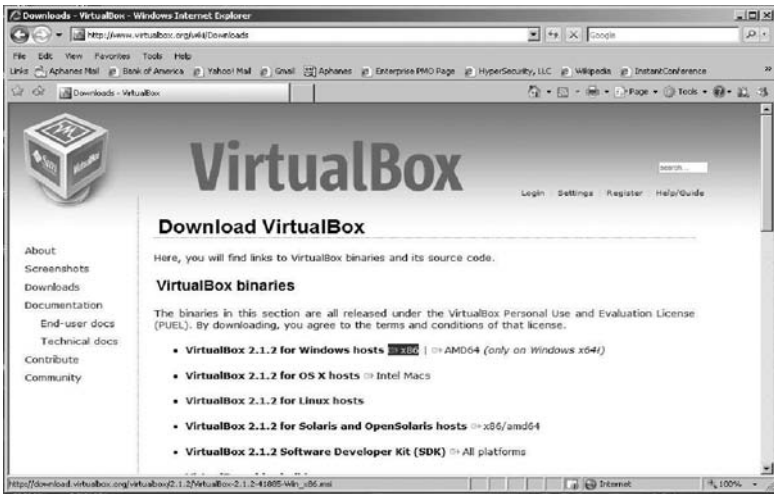 Downloads - VirtualBox - Windows Internet Explorer
http://www.virtualbox.org/wiki/Downloads
Google
File Edit View Favorites Tools Help
Links Aphanes Mail Bank of America Yahoo! Mail Gmail Aphanes Enterprise PMO Page HyperSecurity, LLC Wikipedia InstantConference
Downloads - VirtualBox
Page Tools
Sun
VirtualBox
VirtualBox
search...
Login Settings Register Help/Guide
Download VirtualBox
Here, you will find links to VirtualBox binaries and its source code.
VirtualBox binaries
The binaries in this section are all released under the VirtualBox Personal Use and Evaluation License
(PUEL). By downloading, you agree to the terms and conditions of that license.
• VirtualBox 2.1.2 for Windows hosts x86 | AMD64 (only on Windows x64!)
• VirtualBox 2.1.2 for OS X hosts Intel Macs
• VirtualBox 2.1.2 for Linux hosts
• VirtualBox 2.1.2 for Solaris and OpenSolaris hosts x86/amd64
• VirtualBox 2.1.2 Software Developer Kit (SDK) All platforms
About
Screenshots
Downloads
Documentation
End-user docs
Technical docs
Contribute
Community
http://download.virtualbox.org/virtualbox/2.1.2/VirtualBox-2.1.2-41885-Win_x86.msi
Internet
100%